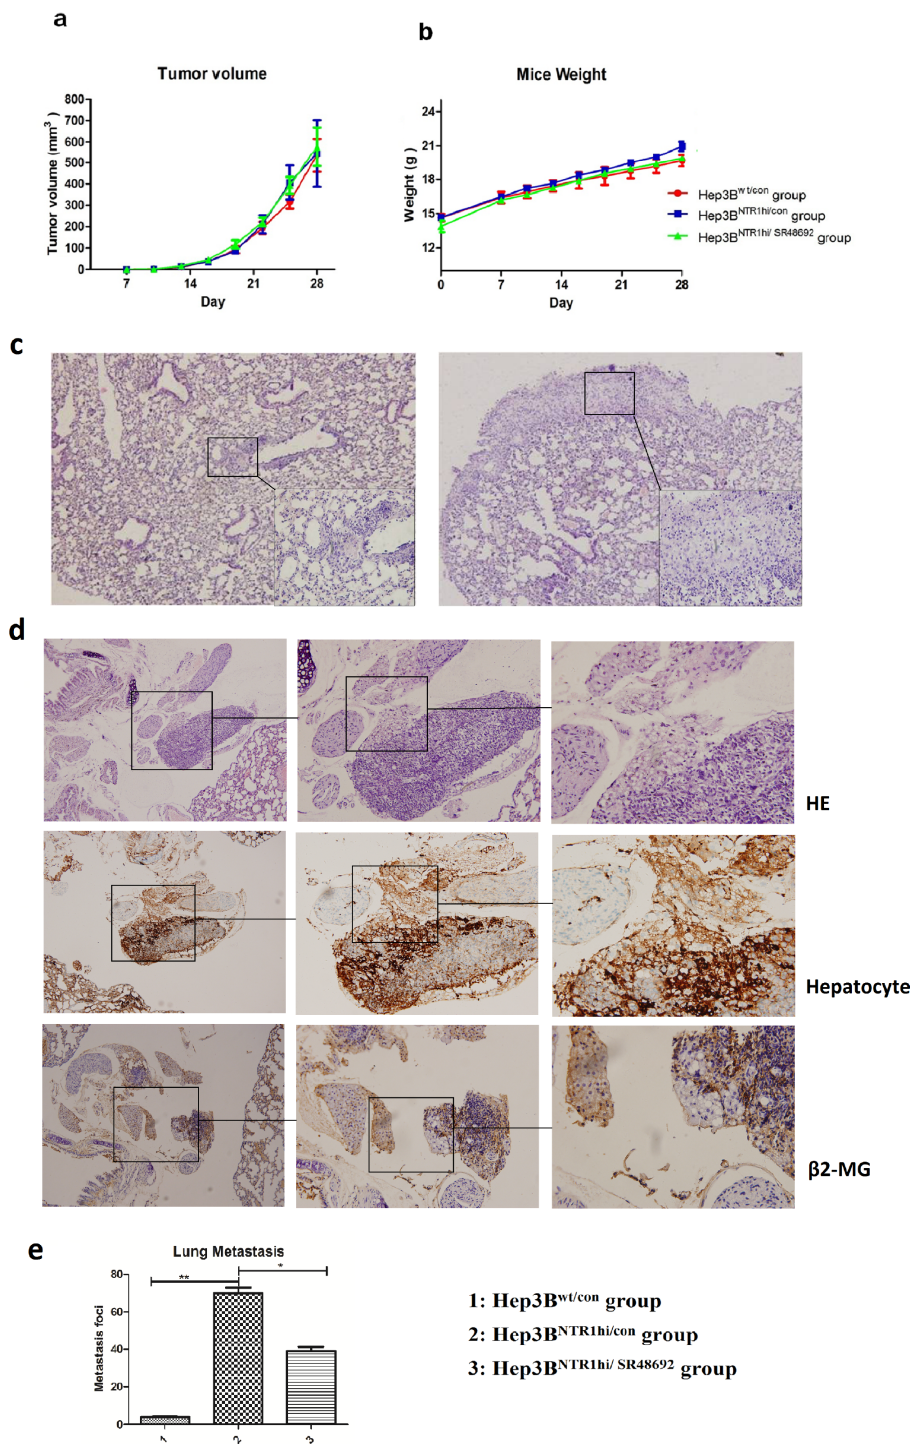 a
b
Tumor volume
Mice Weight
Tumor volume (mm3)
800
700
600
500
400
300
200
100
0
7
14
21
28
Day
Weight (g)
24
21
18
15
12
0
7
14
21
28
Day
Hep3Bwt/con group
Hep3BNTR1hi/con group
Hep3BNTR1hi/ SR48692 group
c
d
HE
Hepatocyte
β2-MG
e
Lung Metastasis
Metastasis foci
80
60
40
20
0
**
*
1
2
3
1: Hep3Bwt/con group
2: Hep3BNTR1hi/con group
3: Hep3BNTR1hi/ SR48692 group